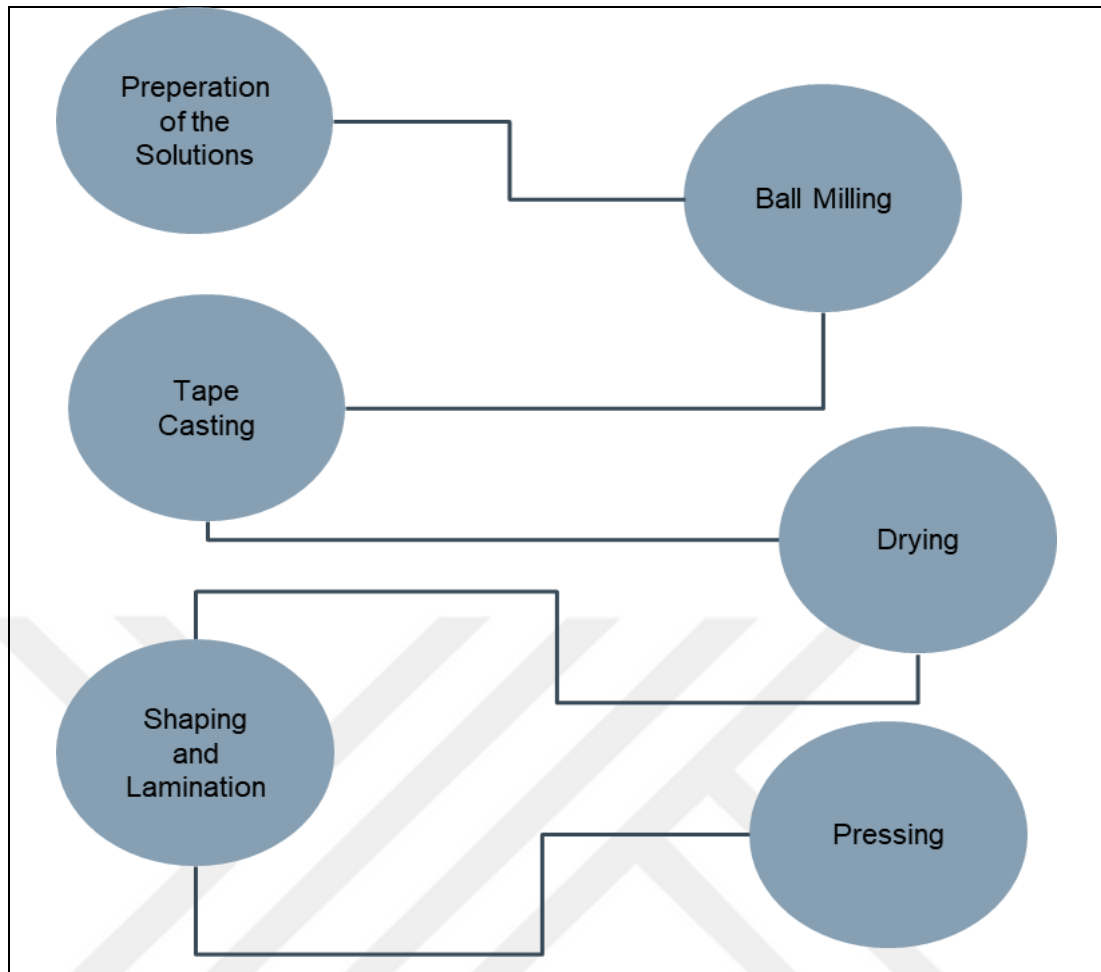 Preperation
of the
Solutions
Ball Milling
Tape
Casting
Drying
Shaping
and
Lamination
Pressing